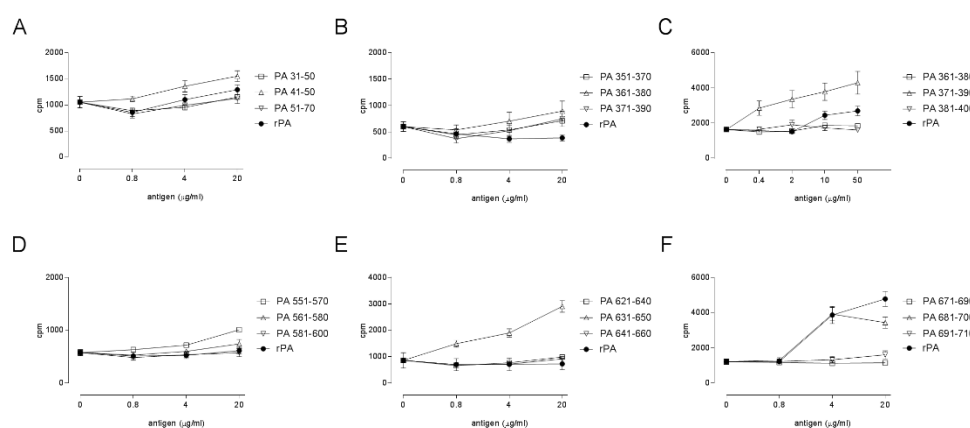 A
2000
1500
1000
500
0
cpm
0
0.8
4
20
antigen (μg/ml)
PA 31-50
PA 41-50
PA 51-70
rPA
B
2000
1500
1000
500
0
cpm
0
0.8
4
20
antigen (μg/ml)
PA 351-370
PA 361-380
PA 371-390
rPA
C
6000
4000
2000
0
cpm
0
0.4
2
10
50
antigen (μg/ml)
PA 361-380
PA 371-390
PA 381-40
rPA
D
2000
1000
0
cpm
0
0.8
4
20
antigen (μg/ml)
PA 551-570
PA 561-580
PA 581-600
rPA
E
4000
3000
2000
1000
0
cpm
0
0.8
4
20
antigen (μg/ml)
PA 621-640
PA 631-650
PA 641-660
rPA
F
6000
4000
2000
0
cpm
0
0.8
4
20
antigen (μg/ml)
PA 671-690
PA 681-700
PA 691-710
rPA